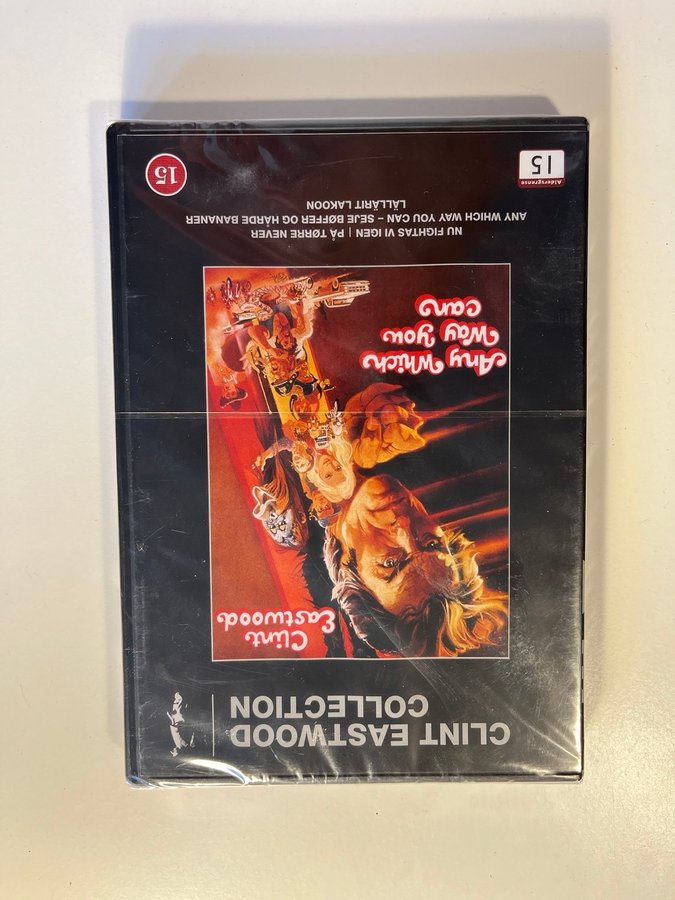 CLINT EASTWOOD
COLLECTION
Clint
Eastwood
Any Which
Way you
can
NU FIGHTAS VI IGEN | PÅ TØRRE NEVER
ANY WHICH WAY YOU CAN – SEJE BØFFER OG HÅRDE BANANER
LÄLLÄRIT LAKOON
15
Aldersgrense
15